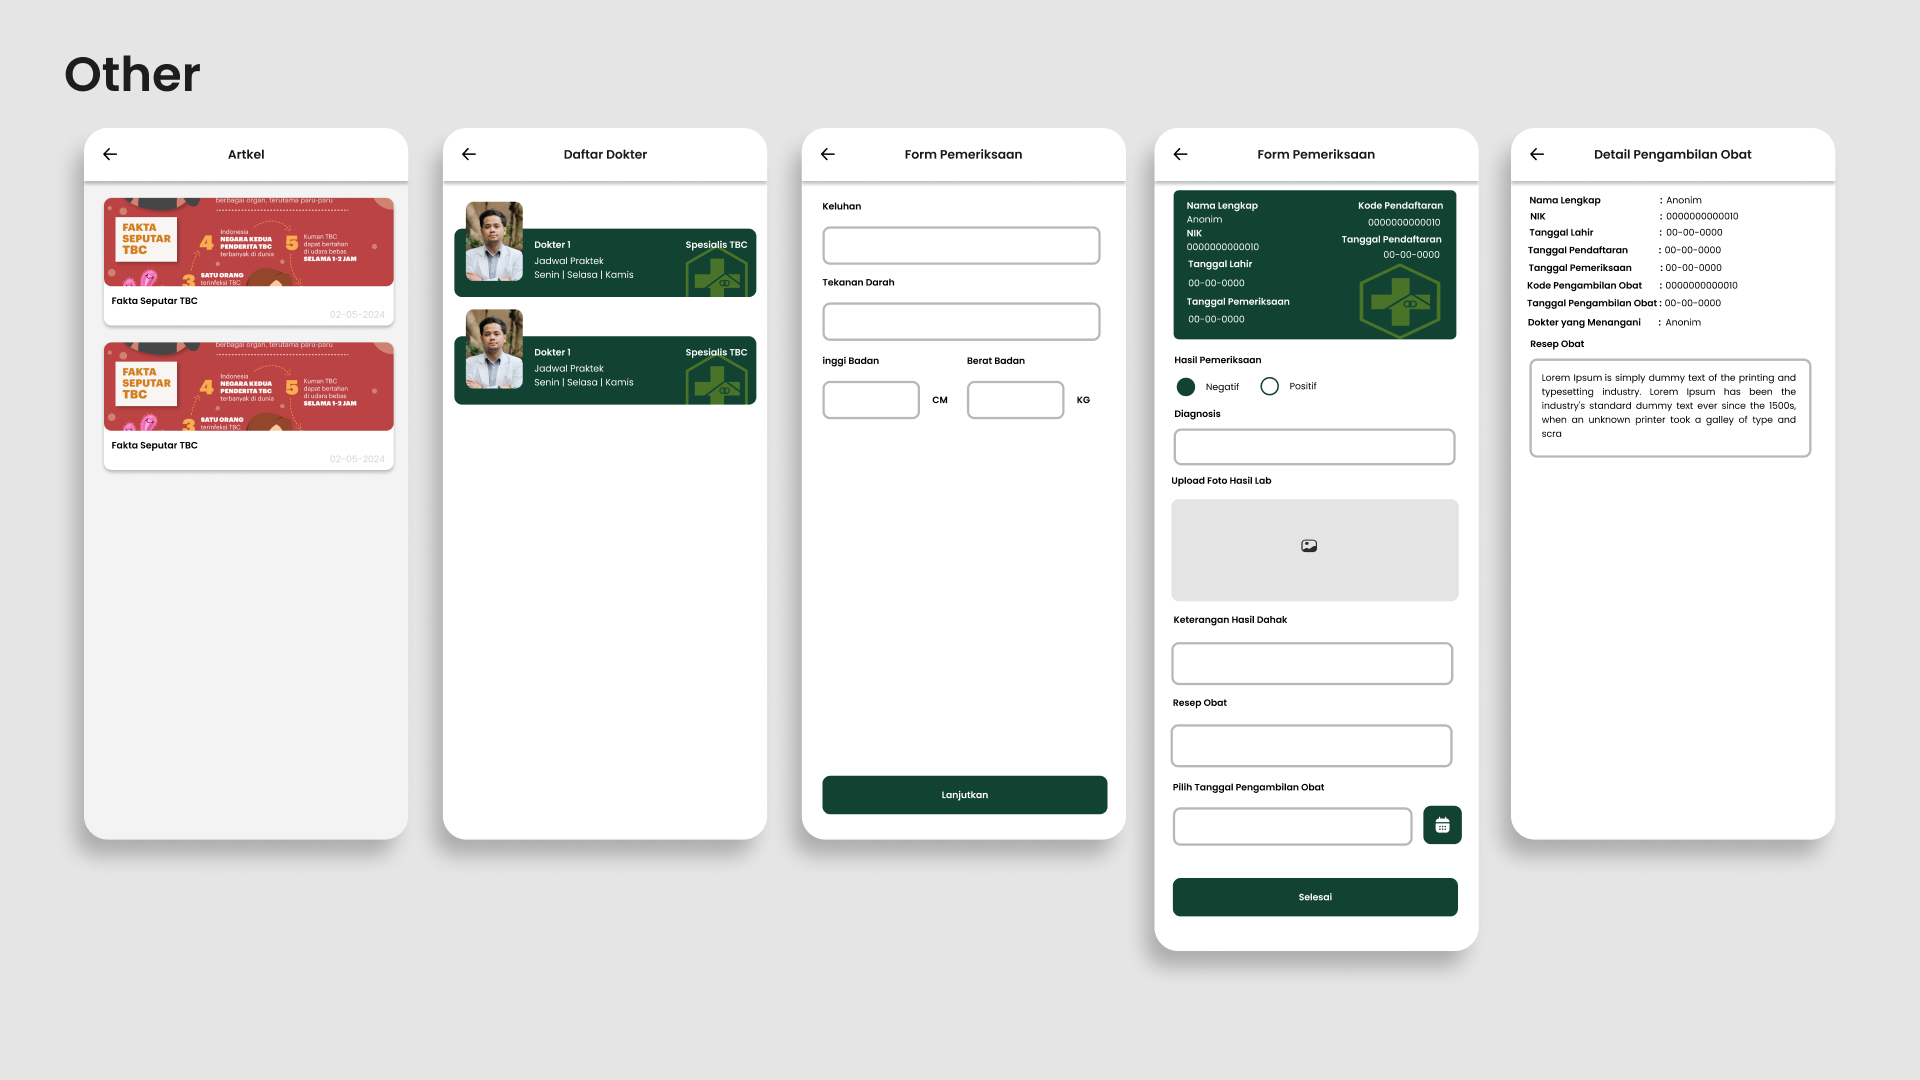 Other
Artkel
berbagai organ, terutama paru-paru
FAKTA
SEPUTAR
TBC
4
Indonesia
NEGARA KEDUA
PENDERITA TBC
terbanyak di dunia
5
Kuman TBC
dapat bertahan
di udara bebas
SELAMA 1-2 JAM
3
SATU ORANG
terinfeksi TBC
Fakta Seputar TBC
02-05-2024
berbagai organ, terutama paru-paru
FAKTA
SEPUTAR
TBC
4
Indonesia
NEGARA KEDUA
PENDERITA TBC
terbanyak di dunia
5
Kuman TBC
dapat bertahan
di udara bebas
SELAMA 1-2 JAM
3
SATU ORANG
terinfeksi TBC
Fakta Seputar TBC
02-05-2024
Daftar Dokter
Dokter 1 Spesialis TBC
Jadwal Praktek
Senin | Selasa | Kamis
Dokter 1 Spesialis TBC
Jadwal Praktek
Senin | Selasa | Kamis
Form Pemeriksaan
Keluhan
Tekanan Darah
inggi Badan Berat Badan
CM KG
Lanjutkan
Form Pemeriksaan
Nama Lengkap Kode Pendaftaran
Anonim 0000000000010
NIK Tanggal Pendaftaran
0000000000010 00-00-0000
Tanggal Lahir
00-00-0000
Tanggal Pemeriksaan
00-00-0000
Hasil Pemeriksaan
Negatif Positif
Diagnosis
Upload Foto Hasil Lab
Keterangan Hasil Dahak
Resep Obat
Pilih Tanggal Pengambilan Obat
Selesai
Detail Pengambilan Obat
Nama Lengkap : Anonim
NIK : 0000000000010
Tanggal Lahir : 00-00-0000
Tanggal Pendaftaran : 00-00-0000
Tanggal Pemeriksaan : 00-00-0000
Kode Pengambilan Obat : 0000000000010
Tanggal Pengambilan Obat : 00-00-0000
Dokter yang Menangani : Anonim
Resep Obat
Lorem Ipsum is simply dummy text of the printing and
typesetting industry. Lorem Ipsum has been the
industry's standard dummy text ever since the 1500s,
when an unknown printer took a galley of type and
scra